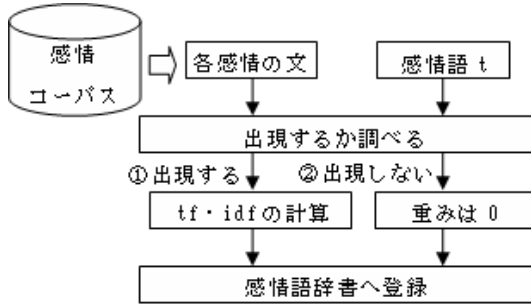 感情
コーパス
各感情の文
感情語 t
出現するか調べる
①出現する
②出現しない
tf・idfの計算
重みは 0
感情語辞書へ登録